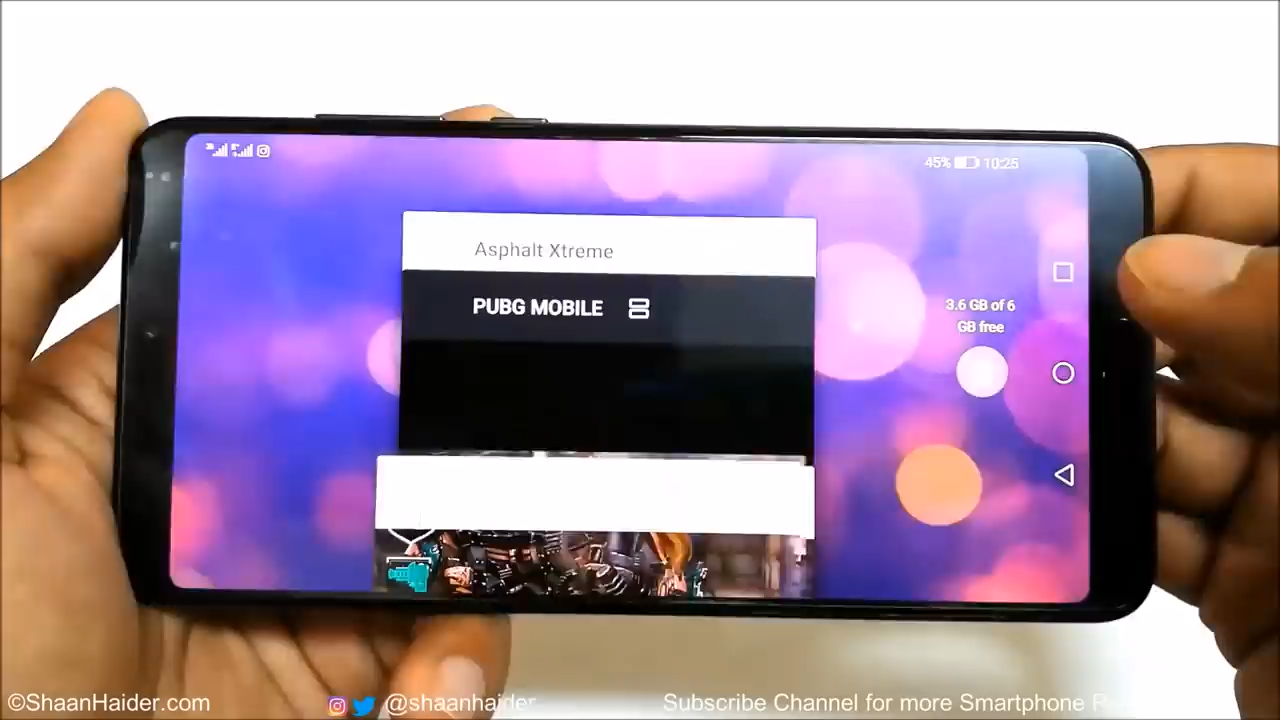 45% 10:25
Asphalt Xtreme
PUBG MOBILE
3.6 GB of 6
GB free
©ShaanHaider.com
@shaanhaider
Subscribe Channel for more Smartphone